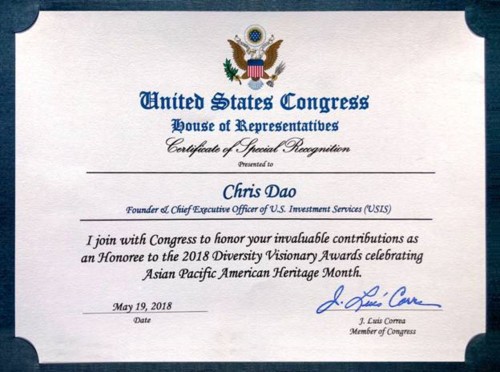 United States Congress
House of Representatives
Certificate of Special Recognition
Presented to
Chris Dao
Founder & Chief Executive Officer of U.S. Investment Services (USIS)
I join with Congress to honor your invaluable contributions as
an Honoree to the 2018 Diversity Visionary Awards celebrating
Asian Pacific American Heritage Month.
May 19, 2018
Date
J. Luis Correa
J. Luis Correa
Member of Congress